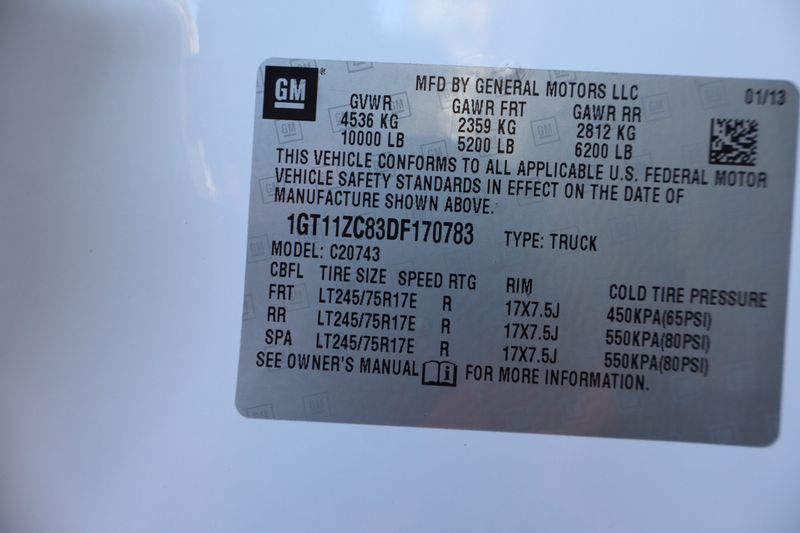 GM
MFD BY GENERAL MOTORS LLC 01/13
GVWR GAWR FRT GAWR RR
4536 KG 2359 KG 2812 KG
10000 LB 5200 LB 6200 LB
THIS VEHICLE CONFORMS TO ALL APPLICABLE U.S. FEDERAL MOTOR
VEHICLE SAFETY STANDARDS IN EFFECT ON THE DATE OF
MANUFACTURE SHOWN ABOVE.
1GT11ZC83DF170783 TYPE: TRUCK
MODEL: C20743
CBFL TIRE SIZE SPEED RTG RIM COLD TIRE PRESSURE
FRT LT245/75R17E R 17X7.5J 450KPA(65PSI)
RR LT245/75R17E R 17X7.5J 550KPA(80PSI)
SPA LT245/75R17E R 17X7.5J 550KPA(80PSI)
SEE OWNER'S MANUAL i FOR MORE INFORMATION.